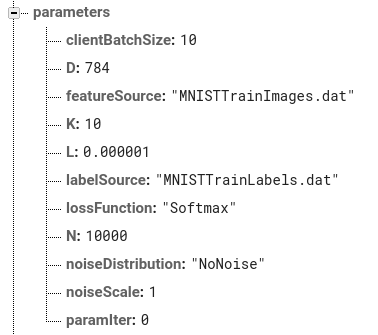 parameters
clientBatchSize: 10
D: 784
featureSource: "MNISTTrainImages.dat"
K: 10
L: 0.000001
labelSource: "MNISTTrainLabels.dat"
lossFunction: "Softmax"
N: 10000
noiseDistribution: "NoNoise"
noiseScale: 1
paramIter: 0